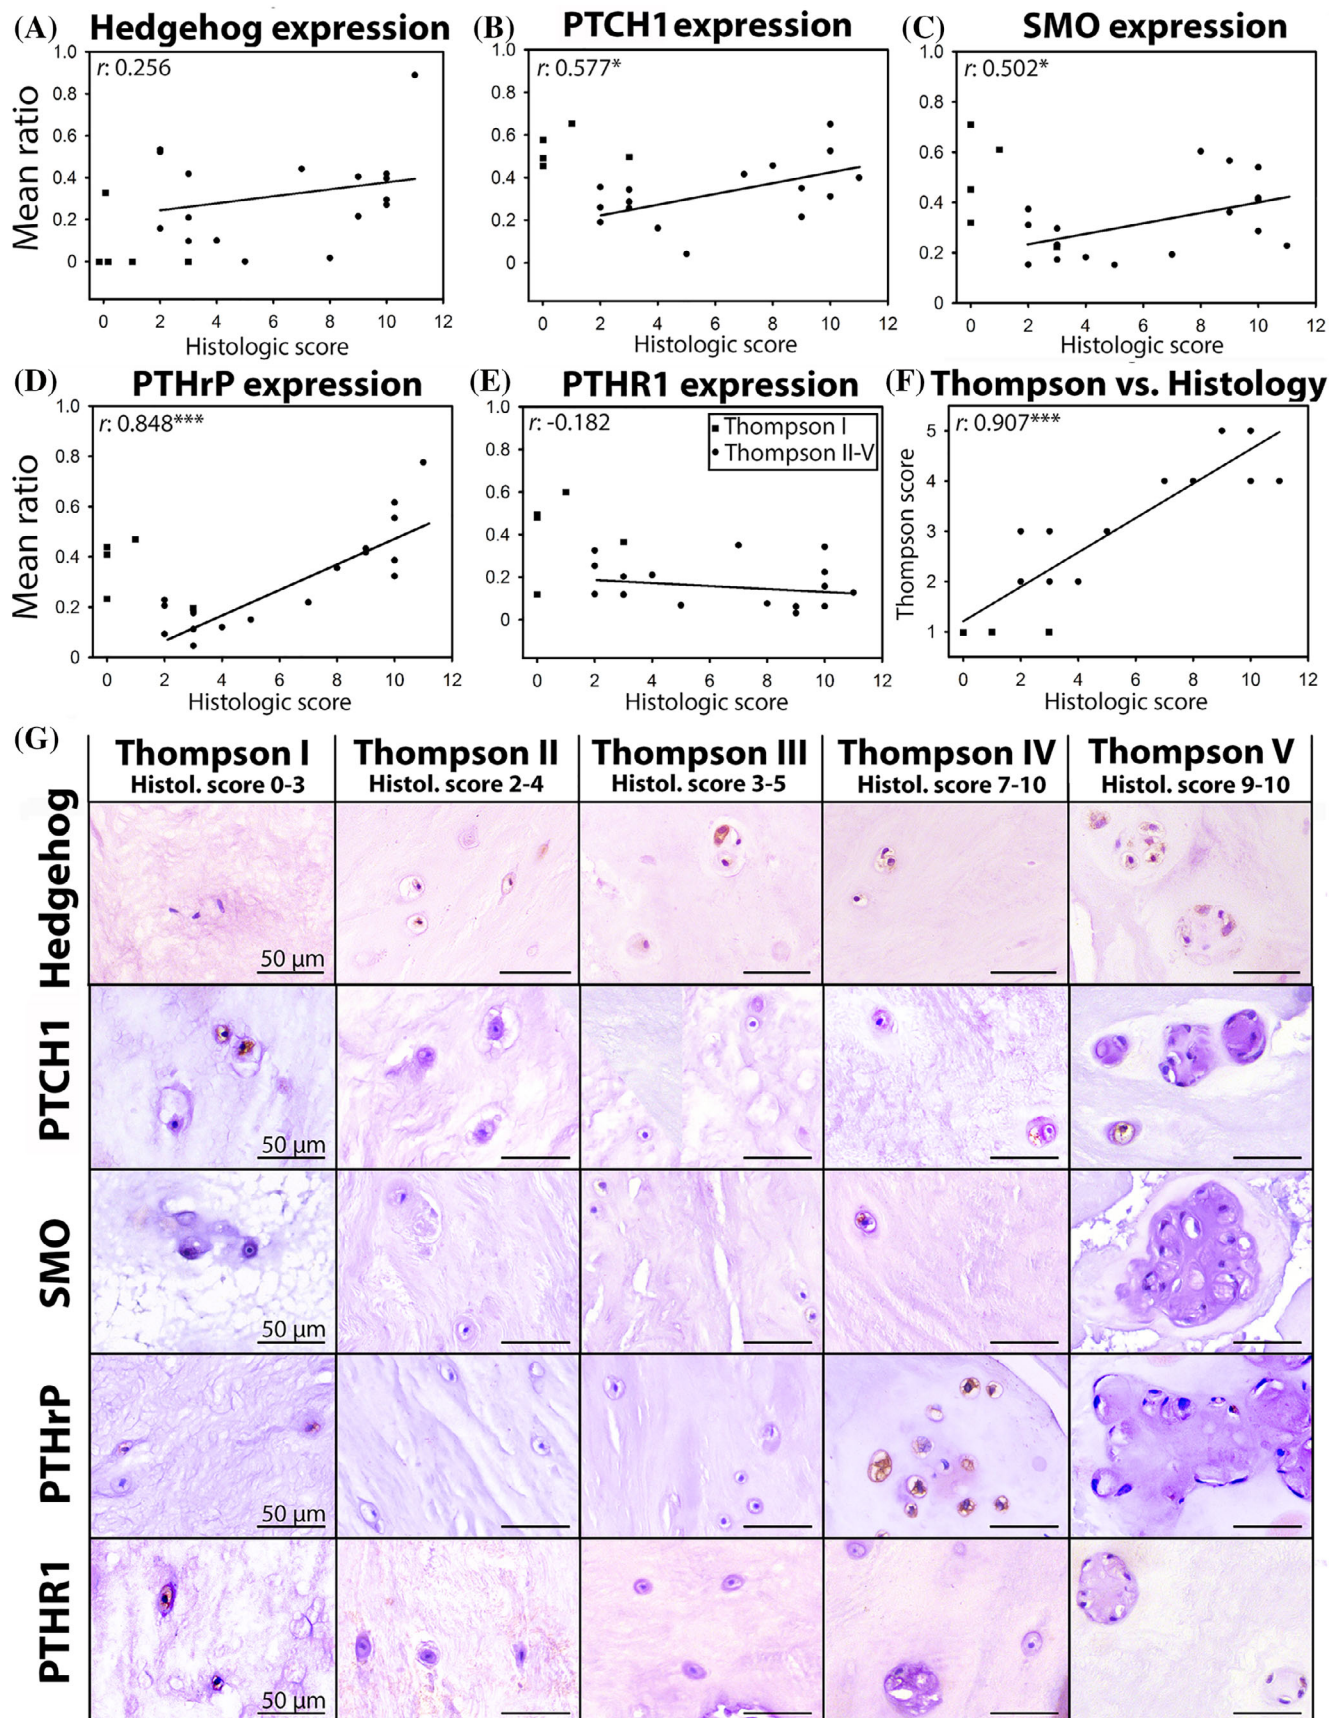 (A) Hedgehog expression
r: 0.256
Mean ratio
1.0
0.8
0.6
0.4
0.2
0
0 2 4 6 8 10 12
Histologic score
(B) PTCH1 expression
r: 0.577*
1.0
0.8
0.6
0.4
0.2
0
0 2 4 6 8 10 12
Histologic score
(C) SMO expression
r: 0.502*
1.0
0.8
0.6
0.4
0.2
0
0 2 4 6 8 10 12
Histologic score
(D) PTHrP expression
r: 0.848***
Mean ratio
1.0
0.8
0.6
0.4
0.2
0
0 2 4 6 8 10 12
Histologic score
(E) PTHR1 expression
r: -0.182
Thompson I
Thompson II-V
1.0
0.8
0.6
0.4
0.2
0
0 2 4 6 8 10 12
Histologic score
(F) Thompson vs. Histology
r: 0.907***
Thompson score
5
4
3
2
1
0 2 4 6 8 10 12
Histologic score
(G)
Thompson I
Histol. score 0-3
Thompson II
Histol. score 2-4
Thompson III
Histol. score 3-5
Thompson IV
Histol. score 7-10
Thompson V
Histol. score 9-10
Hedgehog
50 µm
PTCH1
50 µm
SMO
50 µm
PTHrP
50 µm
PTHR1
50 µm